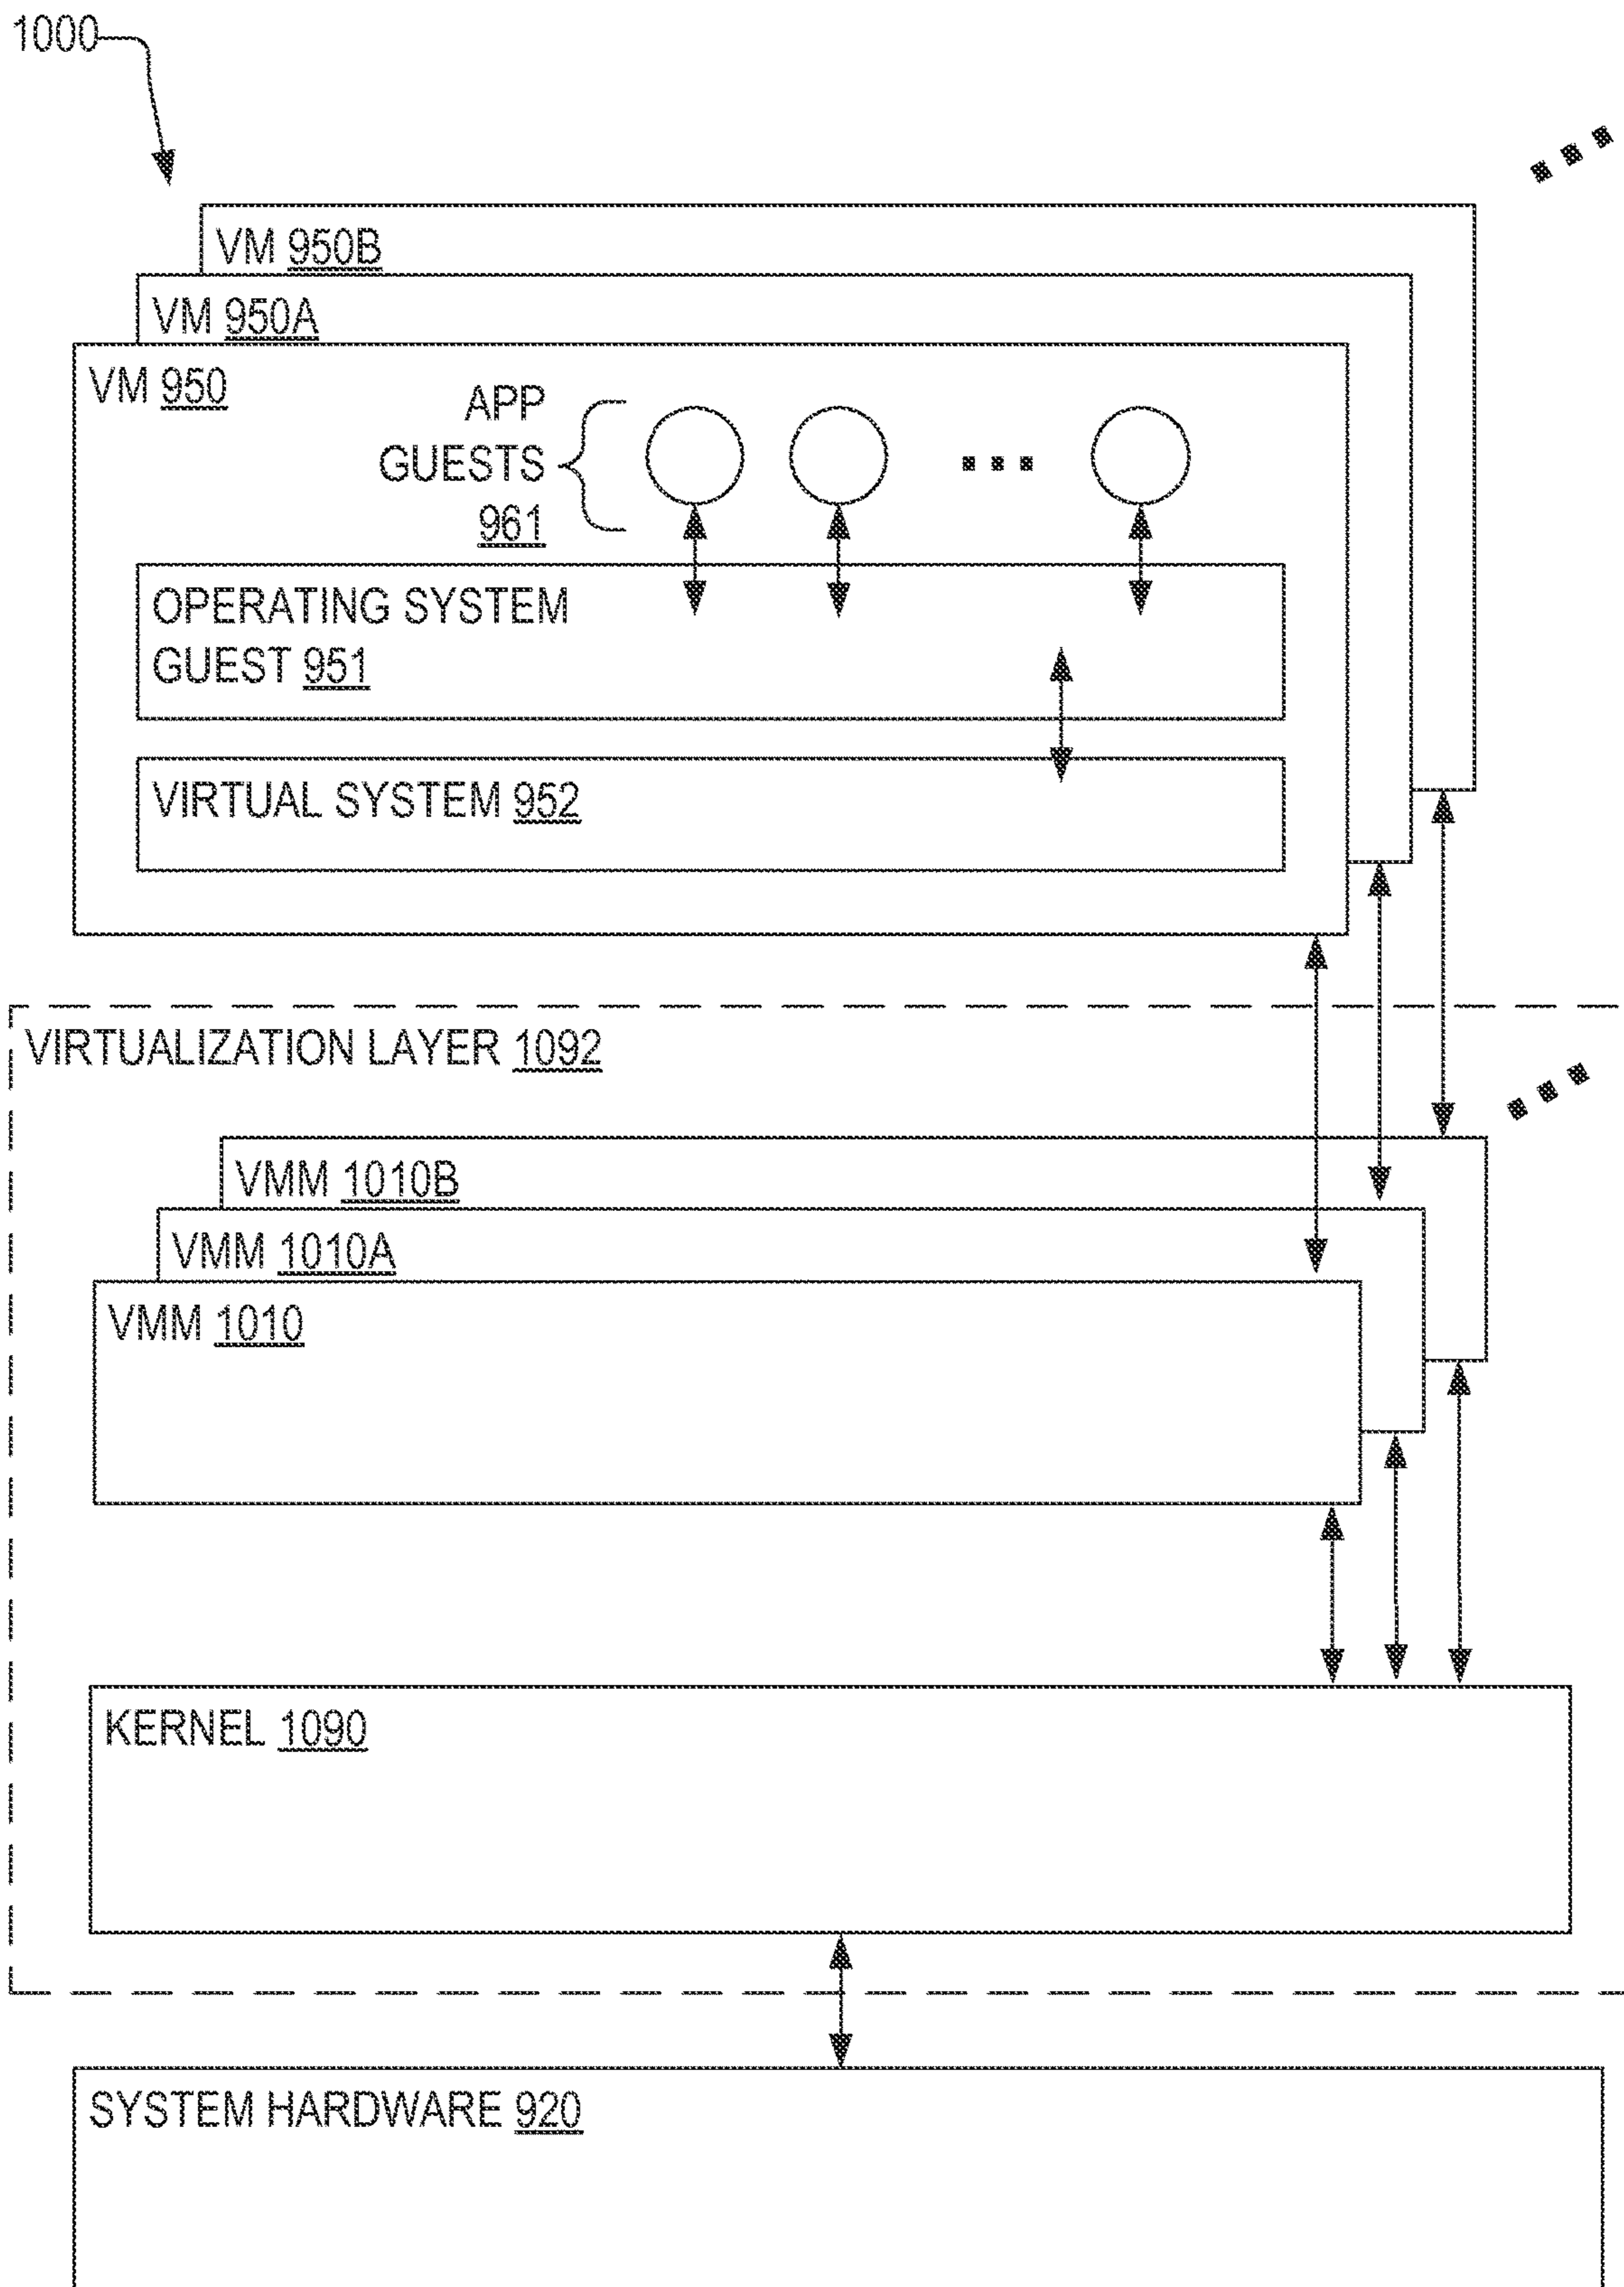 1000
VM 950B
VM 950A
VM 950
APP
GUESTS
961
OPERATING SYSTEM
GUEST 951
VIRTUAL SYSTEM 952
VIRTUALIZATION LAYER 1092
VMM 1010B
VMM 1010A
VMM 1010
KERNEL 1090
SYSTEM HARDWARE 920